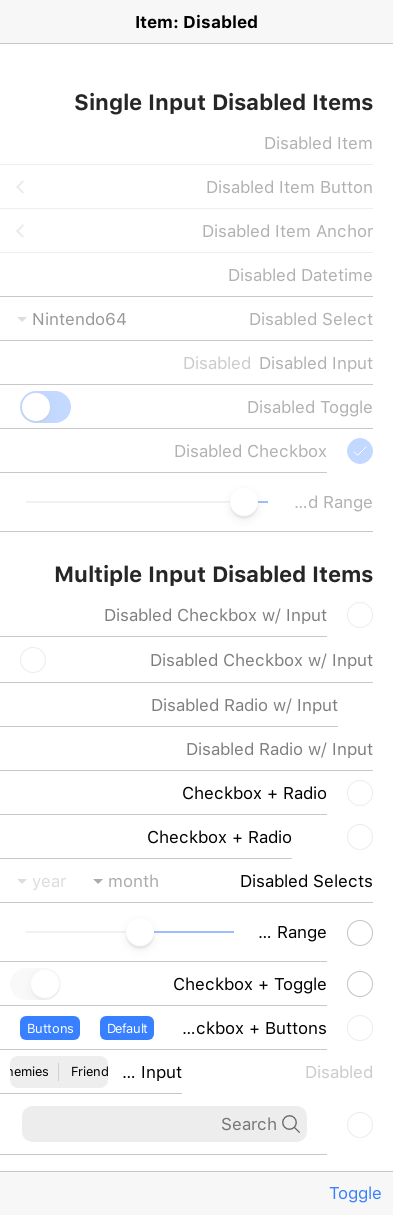 Item: Disabled
Single Input Disabled Items
Disabled Item
Disabled Item Button
Disabled Item Anchor
Disabled Datetime
Disabled Select Nintendo64
Disabled Input Disabled
Disabled Toggle
Disabled Checkbox
...d Range
Multiple Input Disabled Items
Disabled Checkbox w/ Input
Disabled Checkbox w/ Input
Disabled Radio w/ Input
Disabled Radio w/ Input
Checkbox + Radio
Checkbox + Radio
Disabled Selects month year
... Range
Checkbox + Toggle
...ckbox + Buttons Default Buttons
Disabled ... Input Friend nemies
Search
Toggle